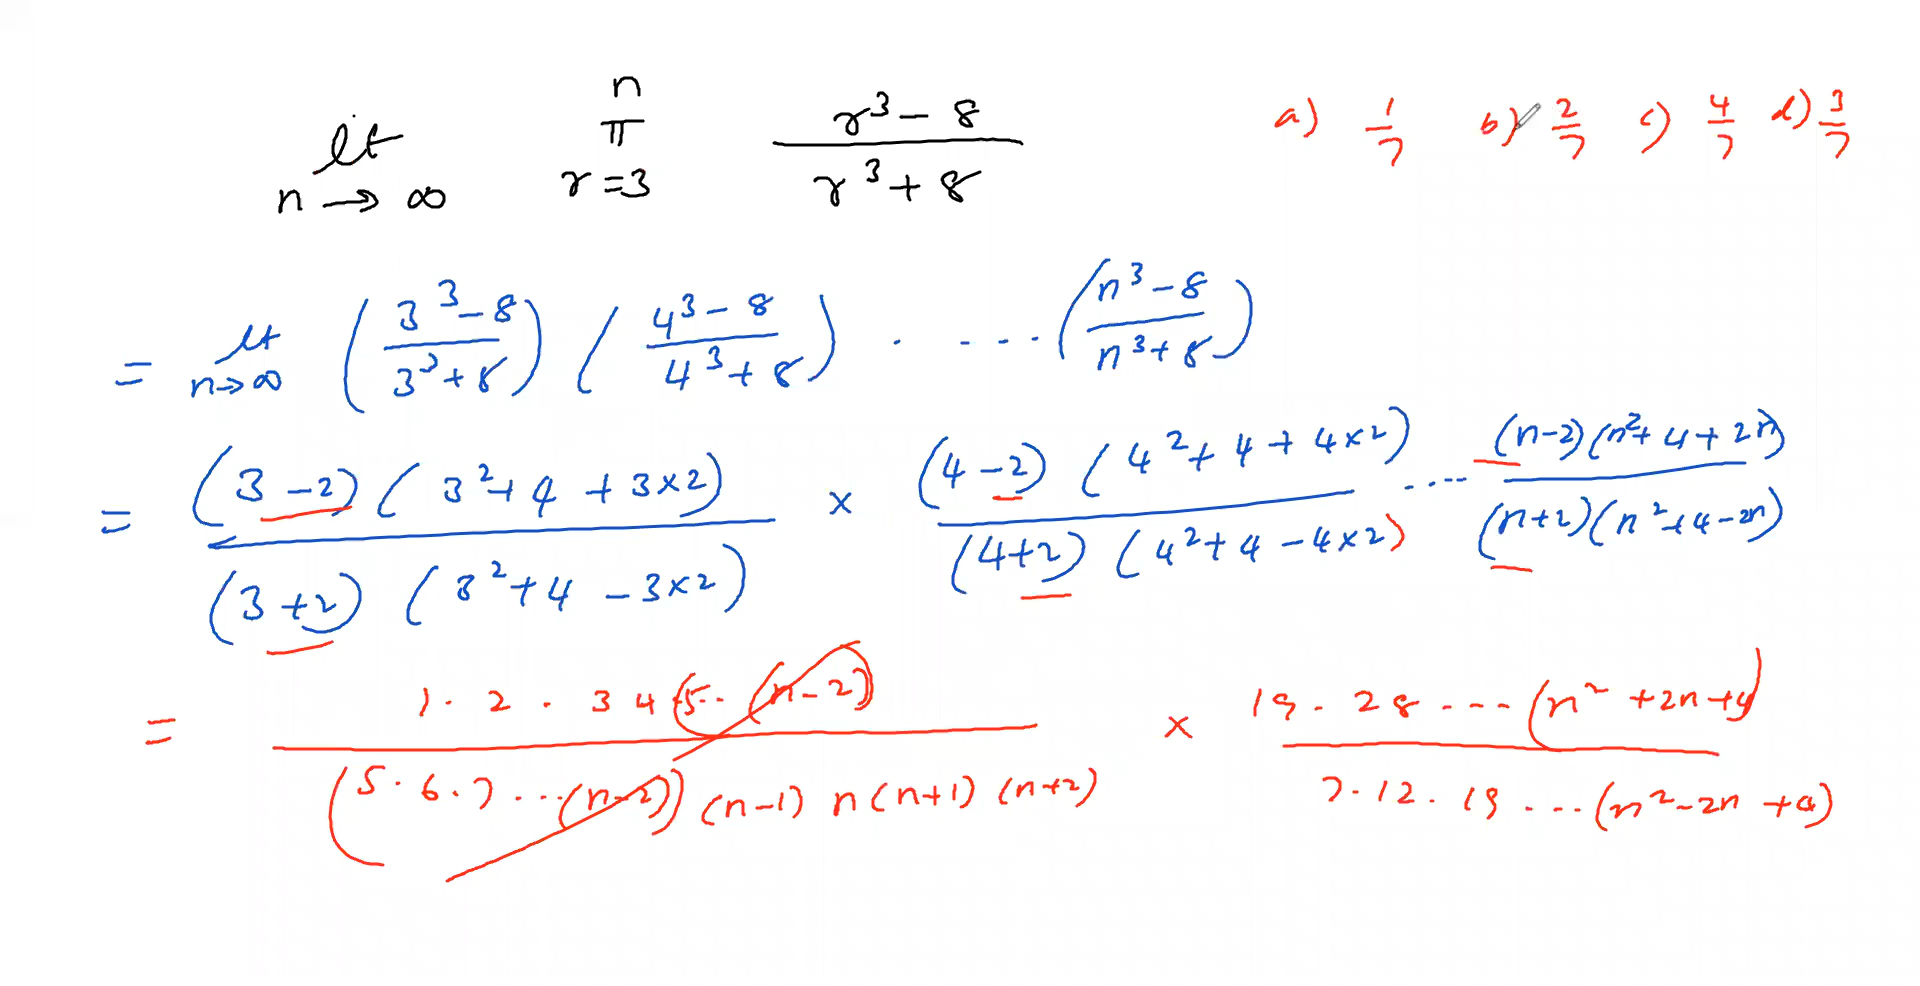 lt n→∞ n π r=3 r³-8 / r³+8 a) 1/7 b) 2/7 c) 4/7 d) 3/7
= lt n→∞ (3³-8 / 3³+8) (4³-8 / 4³+8) . ... (n³-8 / n³+8)
= (3-2)(3²+4+3×2) / (3+2)(3²+4-3×2) × (4-2)(4²+4+4×2) / (4+2)(4²+4-4×2) .... (n-2)(n²+4+2n) / (n+2)(n²+4-2n)
= 1.2.3 4.5..(n-2) / (5.6.7...(n-2))(n-1) n(n+1)(n+2) × 19.28....(n²+2n+4) / 7.12.19...(n²-2n+4)